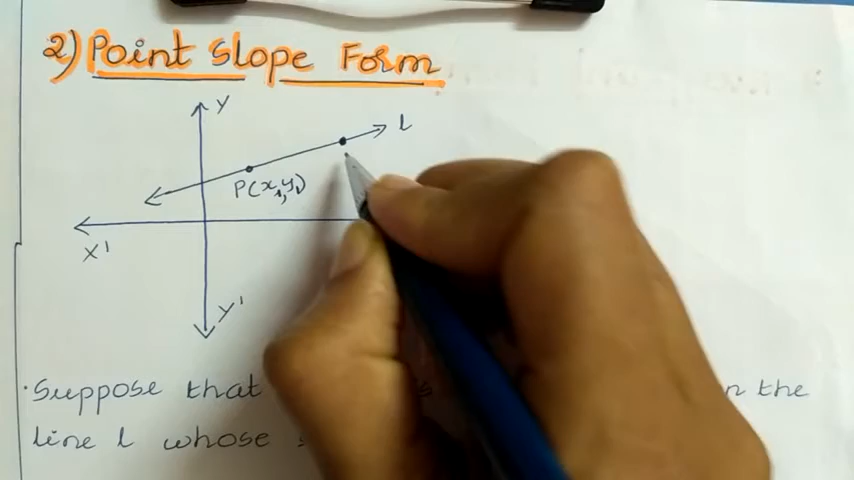 2) Point Slope Form
Y
L
P(x₁,y₁)
X'
Y'
Suppose that
n the
line L whose